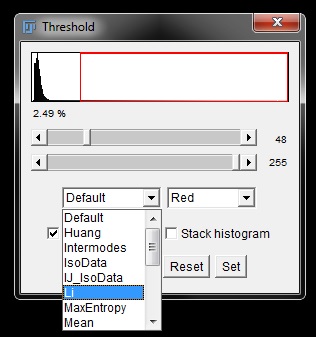 Threshold
2.49 %
48
255
Default
Red
Default
Huang
Stack histogram
Intermodes
IsoData
IJ_IsoData
Reset
Set
Li
MaxEntropy
Mean